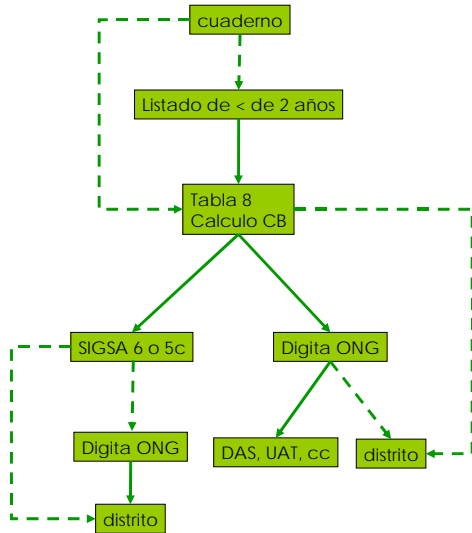 cuaderno
Listado de < de 2 años
Tabla 8
Calculo CB
SIGSA 6 o 5c
Digita ONG
Digita ONG
DAS, UAT, cc
distrito
distrito